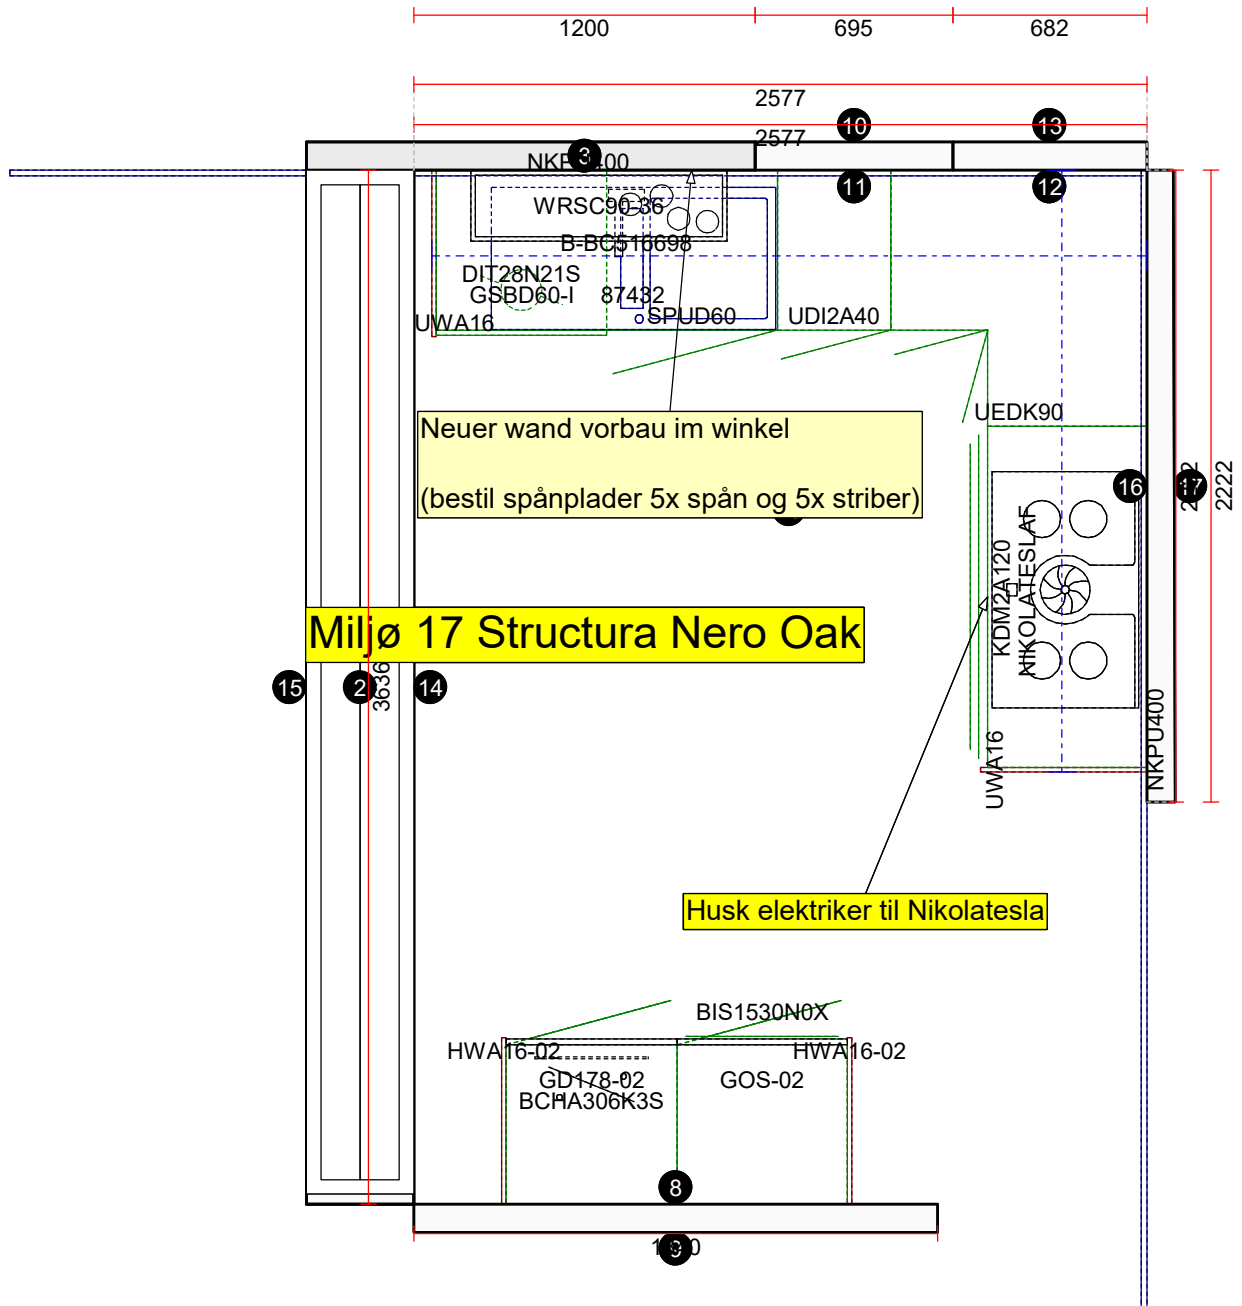 1200
695
682
2577
2577
10
13
3
11
12
WRSC90-36
B-BC516698
DIT28N21S
GSBD60-I
87432
UWA16
SPUD60
UDI2A40
UEDK90
Neuer wand vorbau im winkel
(bestil spånplader 5x spån og 5x striber)
16
17
2222
KDM2A120
NIKOLATESLAF
Miljø 17 Structura Nero Oak
15
2
14
3636
NKPU400
UWA16
Husk elektriker til Nikolatesla
BIS1530N0X
HWA16-02
HWA16-02
GD178-02
GOS-02
BCHA306K3S
8
9